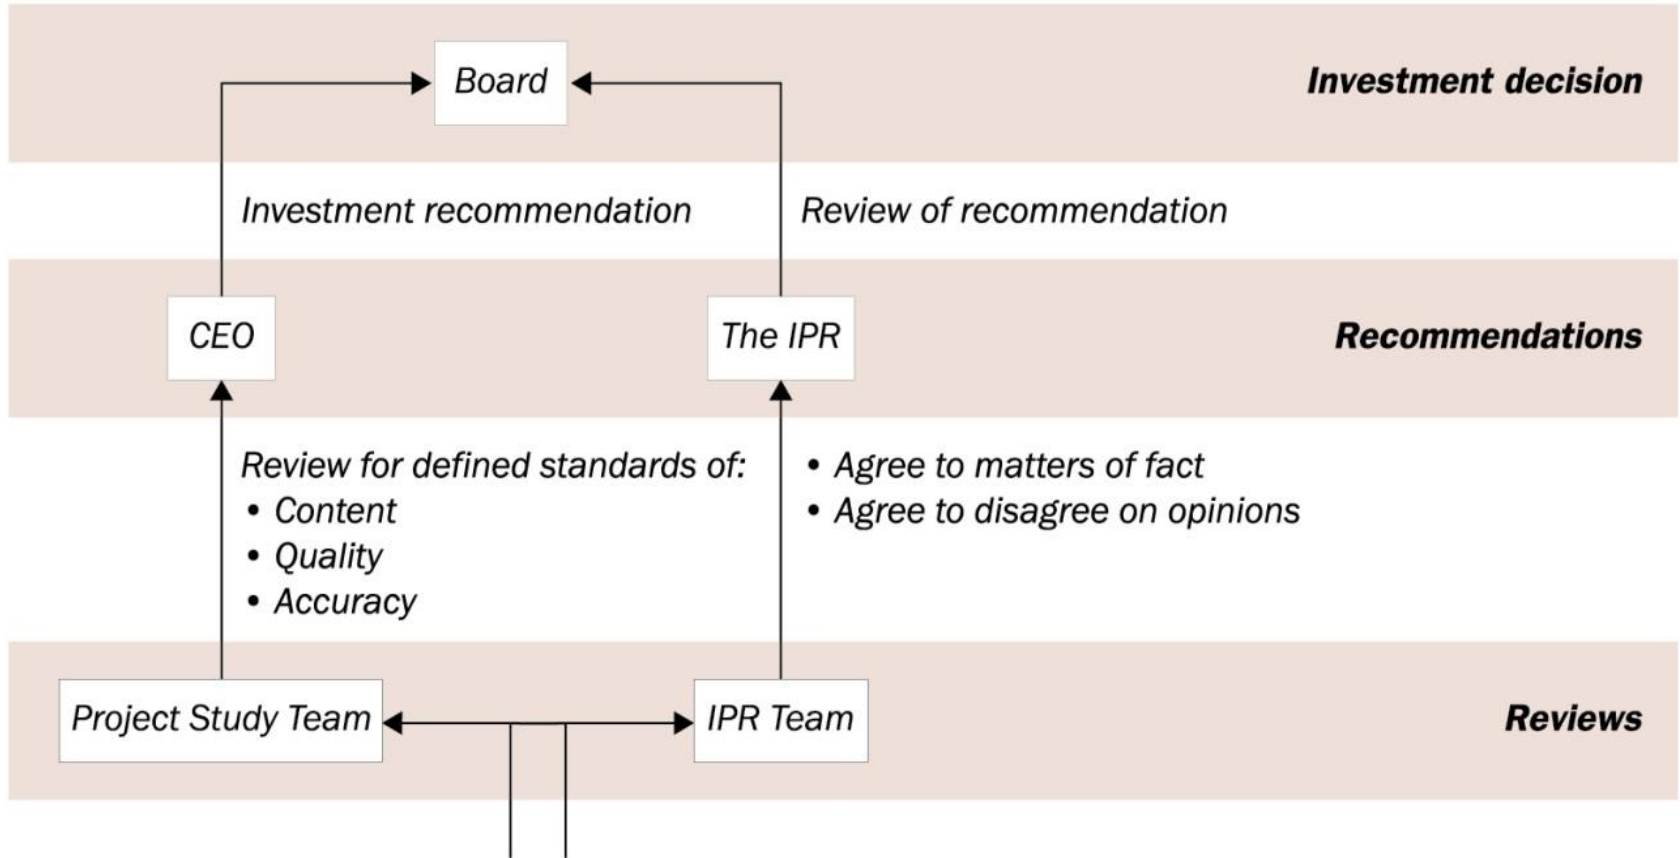 Board
Investment decision
Investment recommendation
Review of recommendation
CEO
The IPR
Recommendations
Review for defined standards of:
• Content
• Quality
• Accuracy
• Agree to matters of fact
• Agree to disagree on opinions
Project Study Team
IPR Team
Reviews